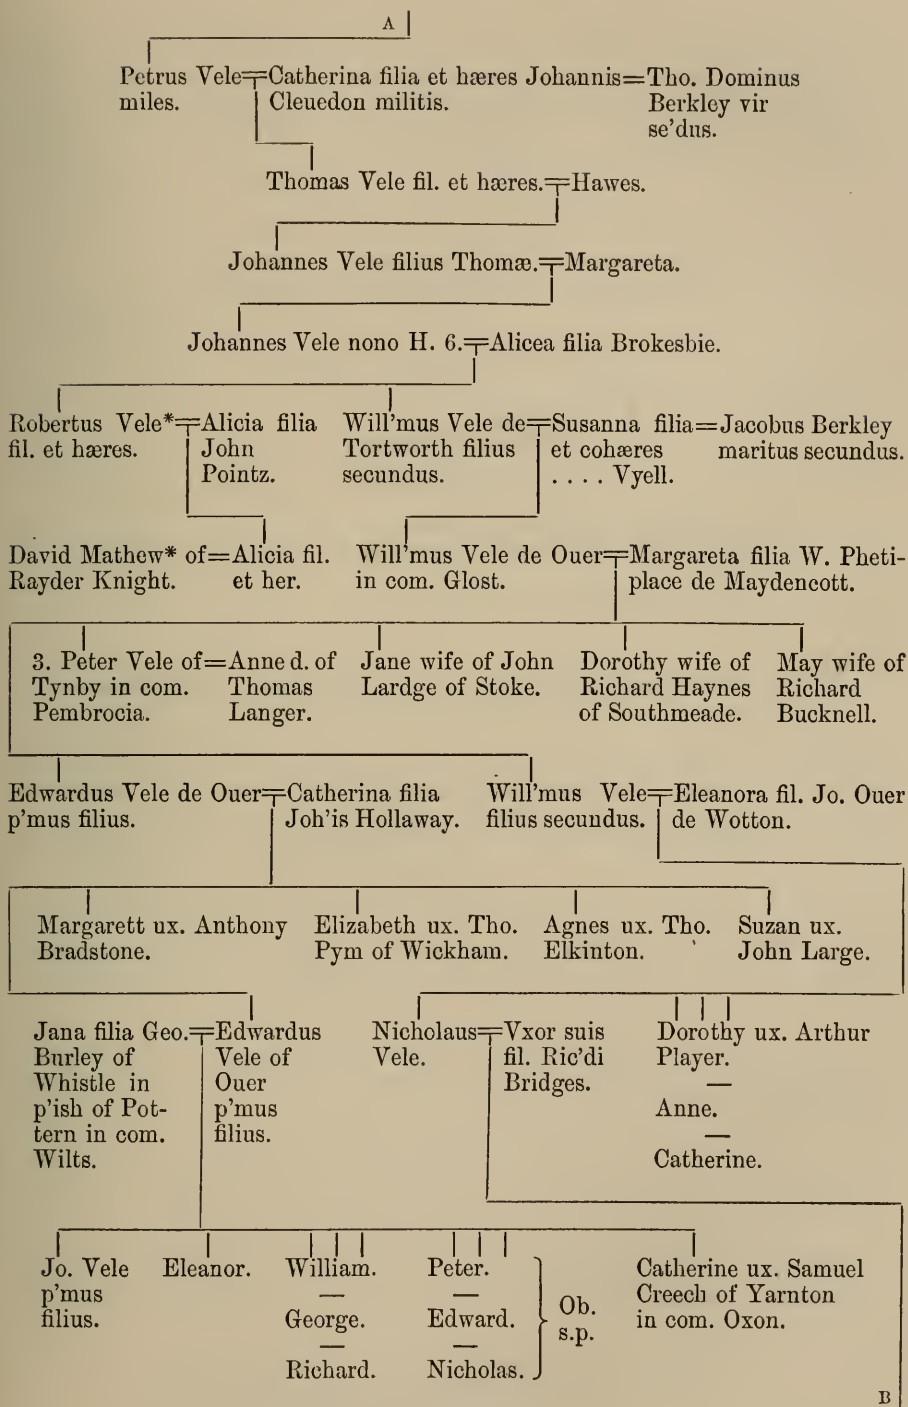 A
Petrus Vele=Catherina filia et hæres Johannis=Tho. Dominus
miles. Cleuedon militis. Berkley vir
se'dus.
Thomas Vele fil. et hæres.=Hawes.
Johannes Vele filius Thomæ.=Margareta.
Johannes Vele nono H. 6.=Alicea filia Brokesbie.
Robertus Vele*=Alicia filia
fil. et hæres. John
Pointz.
Will'mus Vele de=Susanna filia=Jacobus Berkley
Tortworth filius et cohæres maritus secundus.
secundus. . . . . Vyell.
David Mathew* of=Alicia fil.
Rayder Knight. et her.
Will'mus Vele de Ouer=Margareta filia W. Pheti-
in com. Glost. place de Maydencott.
3. Peter Vele of=Anne d. of
Tynby in com. Thomas
Pembrocia. Langer.
Jane wife of John
Lardge of Stoke.
Dorothy wife of
Richard Haynes
of Southmeade.
May wife of
Richard
Bucknell.
Edwardus Vele de Ouer=Catherina filia
p'mus filius. Joh'is Hollaway.
Will'mus Vele=Eleanora fil. Jo. Ouer
filius secundus. de Wotton.
Margarett ux. Anthony
Bradstone.
Elizabeth ux. Tho.
Pym of Wickham.
Agnes ux. Tho.
Elkinton.
Suzan ux.
John Large.
Jana filia Geo.=Edwardus
Burley of Vele of
Whistle in Ouer
p'ish of Pot- p'mus
tern in com. filius.
Wilts.
Nicholaus=Vxor suis
Vele. fil. Ric'di
Bridges.
Dorothy ux. Arthur
Player.
—
Anne.
—
Catherine.
Jo. Vele
p'mus
filius.
Eleanor.
William.
—
George.
—
Richard.
Peter.
—
Edward.
—
Nicholas.
Ob.
s.p.
Catherine ux. Samuel
Creech of Yarnton
in com. Oxon.
B